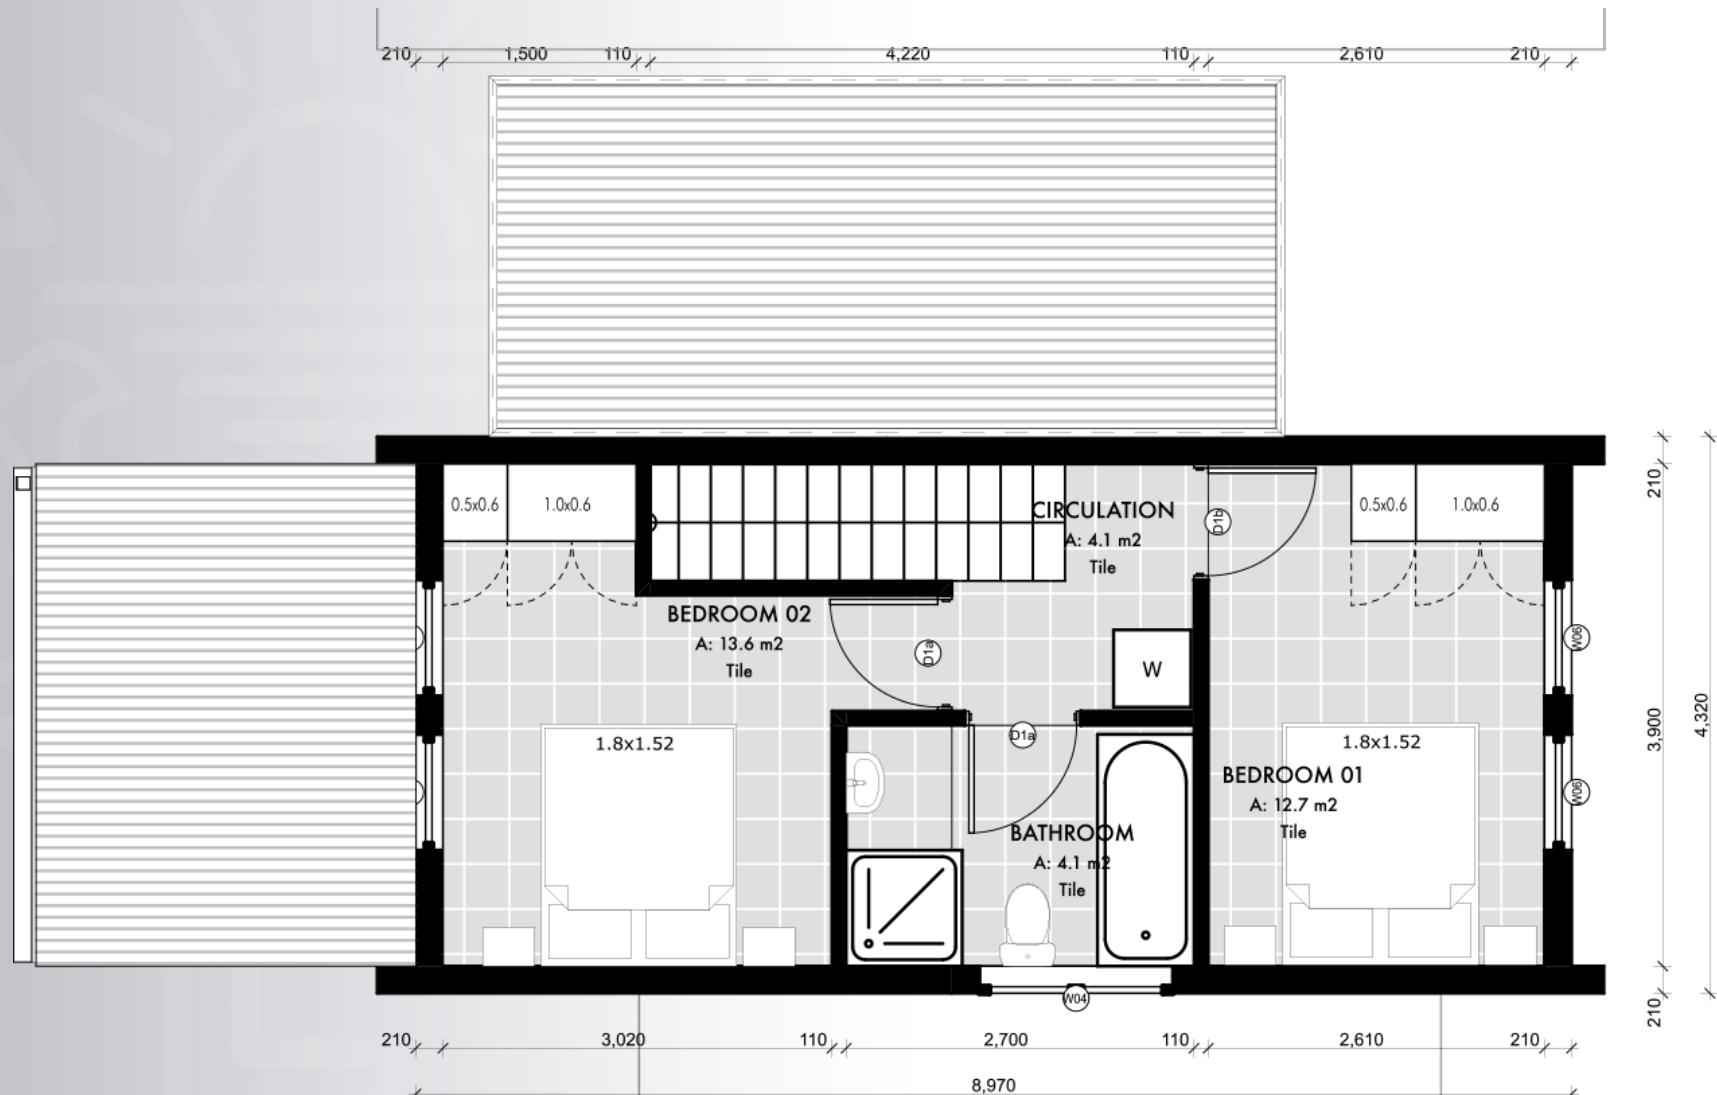 210 1,500 110 4,220 110 2,610 210
0.5x0.6 1.0x0.6
CIRCULATION
A: 4.1 m2
Tile
D1b
0.5x0.6 1.0x0.6
210
BEDROOM 02
A: 13.6 m2
Tile
D1a
W
W06
3,900
4,320
1.8x1.52
D1a
1.8x1.52
BEDROOM 01
A: 12.7 m2
Tile
W06
BATHROOM
A: 4.1 m2
Tile
W04
210
210 3,020 110 2,700 110 2,610 210
8,970